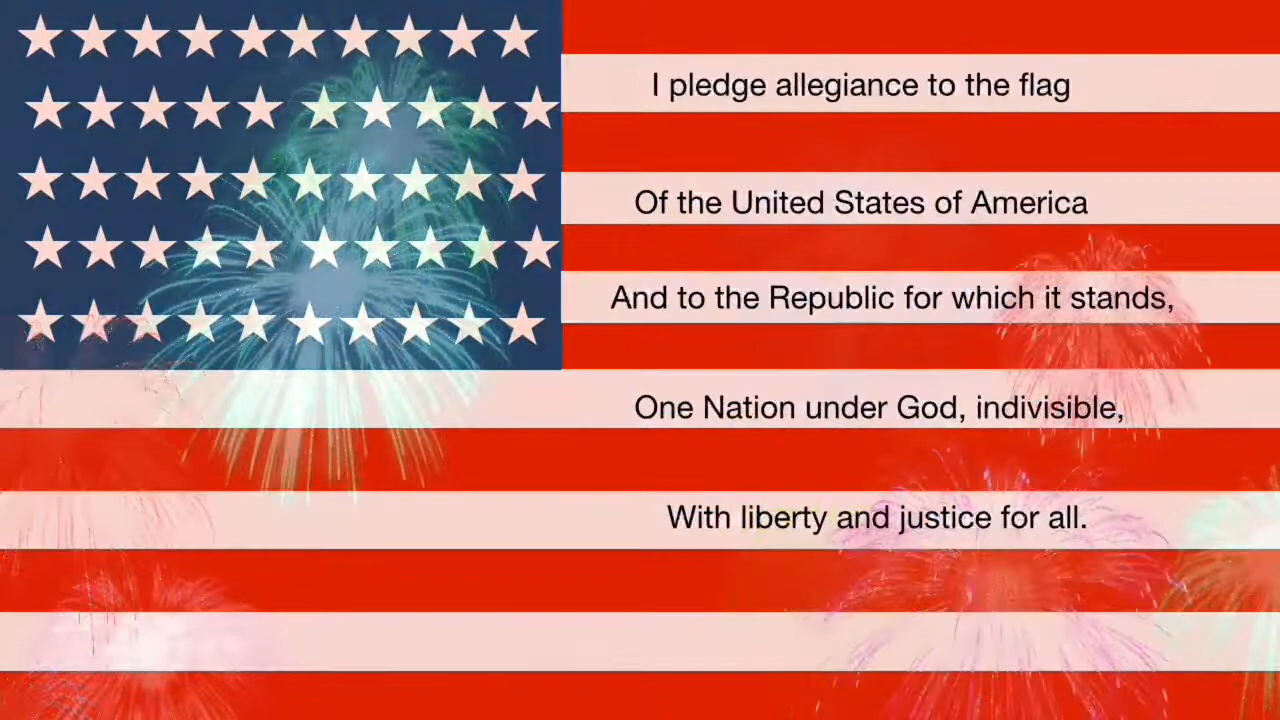 I pledge allegiance to the flag
Of the United States of America
And to the Republic for which it stands,
One Nation under God, indivisible,
With liberty and justice for all.